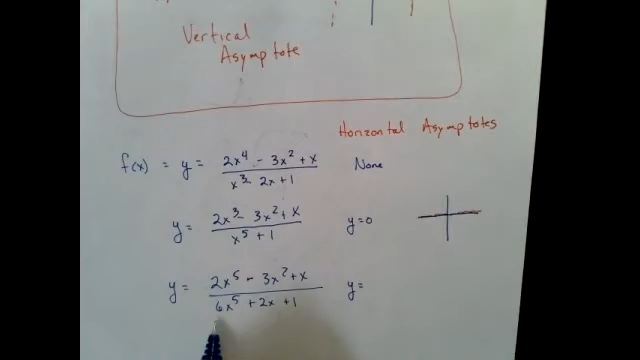 Vertical
Asymptote
Horizontal Asymptotes
f(x) = y = (2x⁴ - 3x² + x)/(x³ - 2x + 1) None
y = (2x³ - 3x² + x)/(x⁵ + 1) y = 0
y = (2x⁵ - 3x² + x)/(6x⁵ + 2x + 1) y =